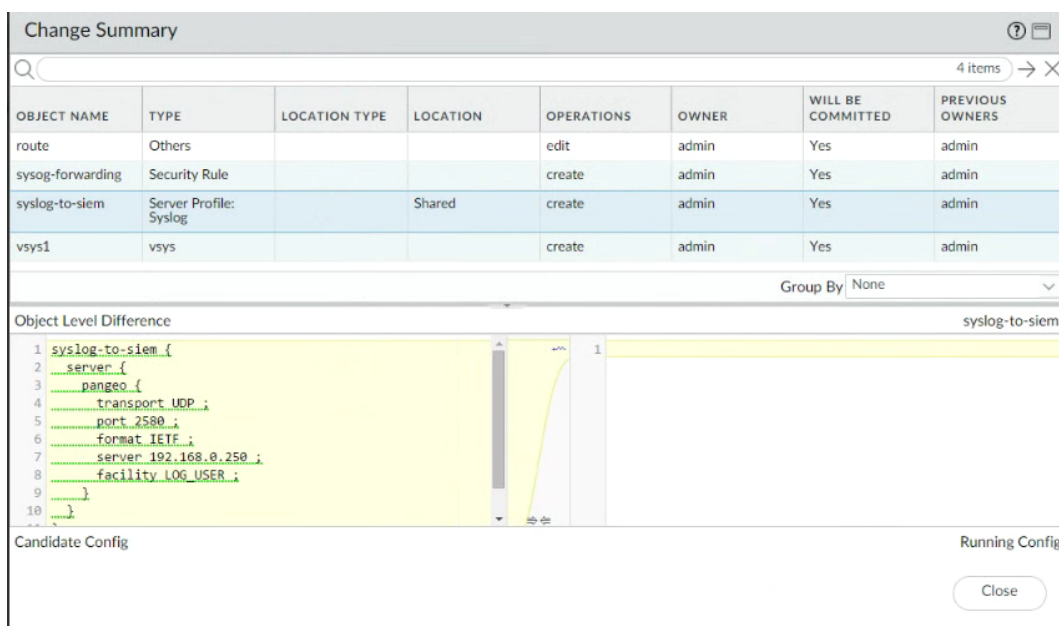 Change Summary
4 items
OBJECT NAME TYPE LOCATION TYPE LOCATION OPERATIONS OWNER WILL BE COMMITTED PREVIOUS OWNERS
route Others edit admin Yes admin
sysog-forwarding Security Rule create admin Yes admin
syslog-to-siem Server Profile: Syslog Shared create admin Yes admin
vsys1 vsys create admin Yes admin
Group By None
Object Level Difference syslog-to-siem
1 syslog-to-siem {
2 server {
3 pangeo {
4 transport UDP ;
5 port 2580 ;
6 format IETF ;
7 server 192.168.0.250 ;
8 facility LOG_USER ;
9 }
10 }
1
Candidate Config Running Config
Close